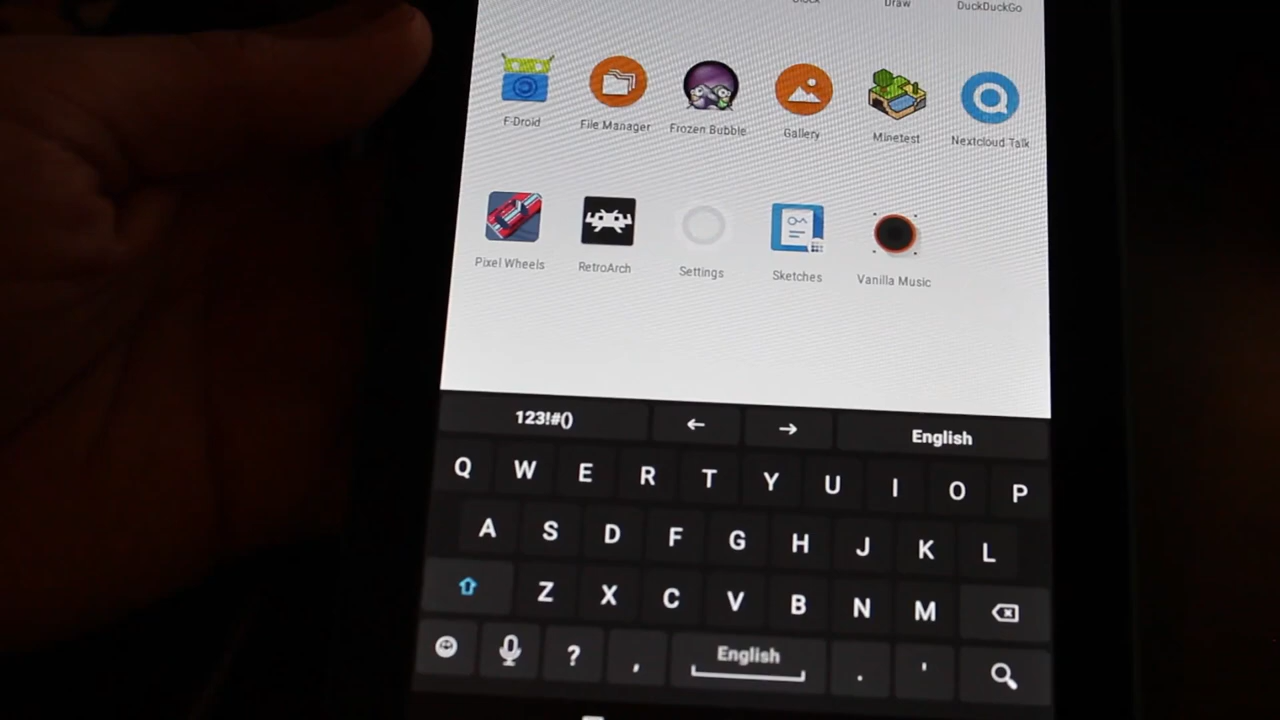 Clock
Draw
DuckDuckGo
F-Droid
File Manager
Frozen Bubble
Gallery
Minetest
Nextcloud Talk
Pixel Wheels
RetroArch
Settings
Sketches
Vanilla Music
123!#() ← → English
Q W E R T Y U I O P
A S D F G H J K L
Z X C V B N M
? , English . '